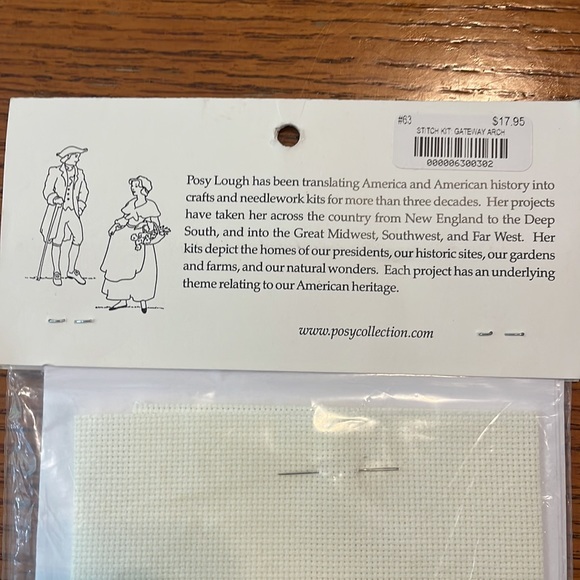 #63 $17.95
STITCH KIT GATEWAY ARCH
000006300302
Posy Lough has been translating America and American history into
crafts and needlework kits for more than three decades. Her projects
have taken her across the country from New England to the Deep
South, and into the Great Midwest, Southwest, and Far West. Her
kits depict the homes of our presidents, our historic sites, our gardens
and farms, and our natural wonders. Each project has an underlying
theme relating to our American heritage.
www.posycollection.com